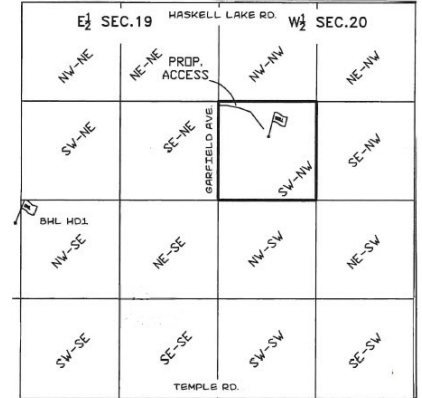 E½ SEC.19 HASKELL LAKE RD. W½ SEC.20
NW-NE NE-NE NW-NW NE-NW
PROP.
ACCESS
SW-NE SE-NE GARFIELD AVE. SW-NW SE-NW
BHL HD1
NW-SE NE-SE NW-SW NE-SW
SW-SE SE-SE SW-SW SE-SW
TEMPLE RD.